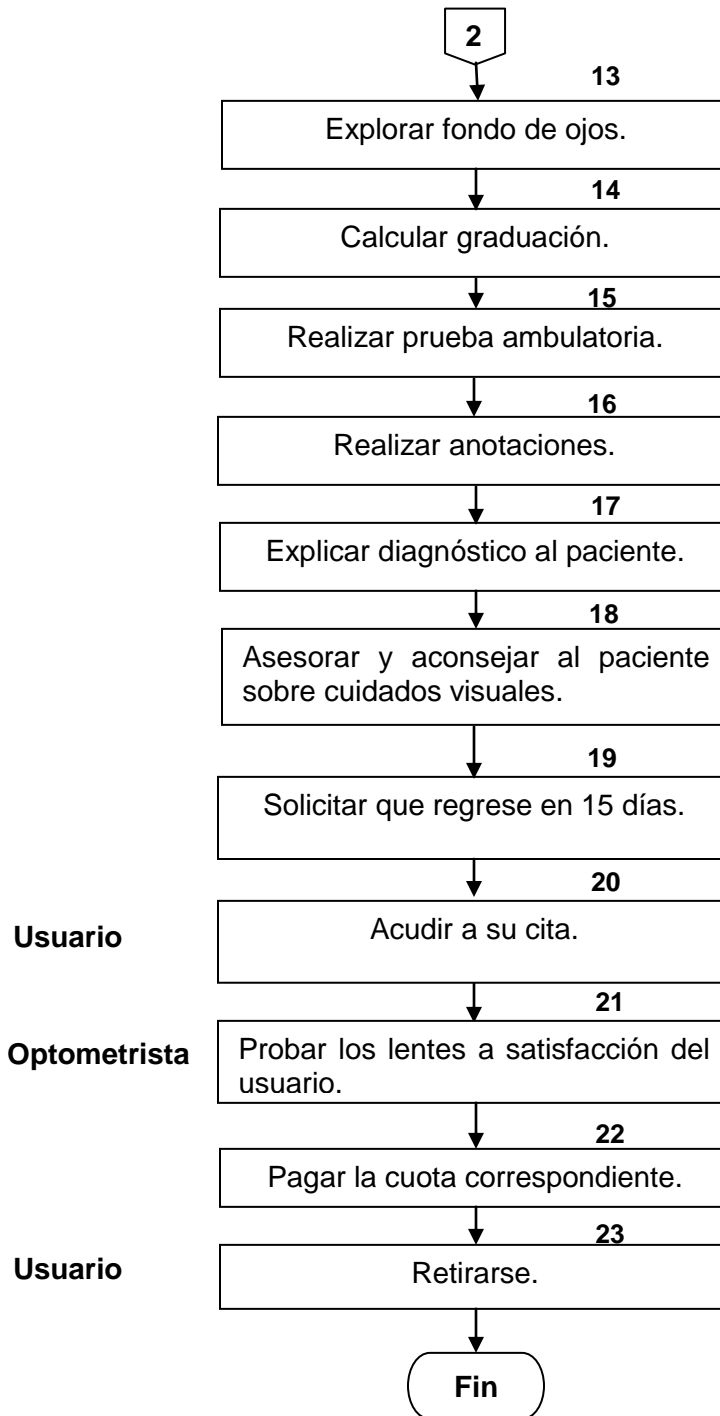 2
13
Explorar fondo de ojos.
14
Calcular graduación.
15
Realizar prueba ambulatoria.
16
Realizar anotaciones.
17
Explicar diagnóstico al paciente.
18
Asesorar y aconsejar al paciente
sobre cuidados visuales.
19
Solicitar que regrese en 15 días.
20
Usuario
Acudir a su cita.
21
Optometrista
Probar los lentes a satisfacción del
usuario.
22
Pagar la cuota correspondiente.
23
Usuario
Retirarse.
Fin